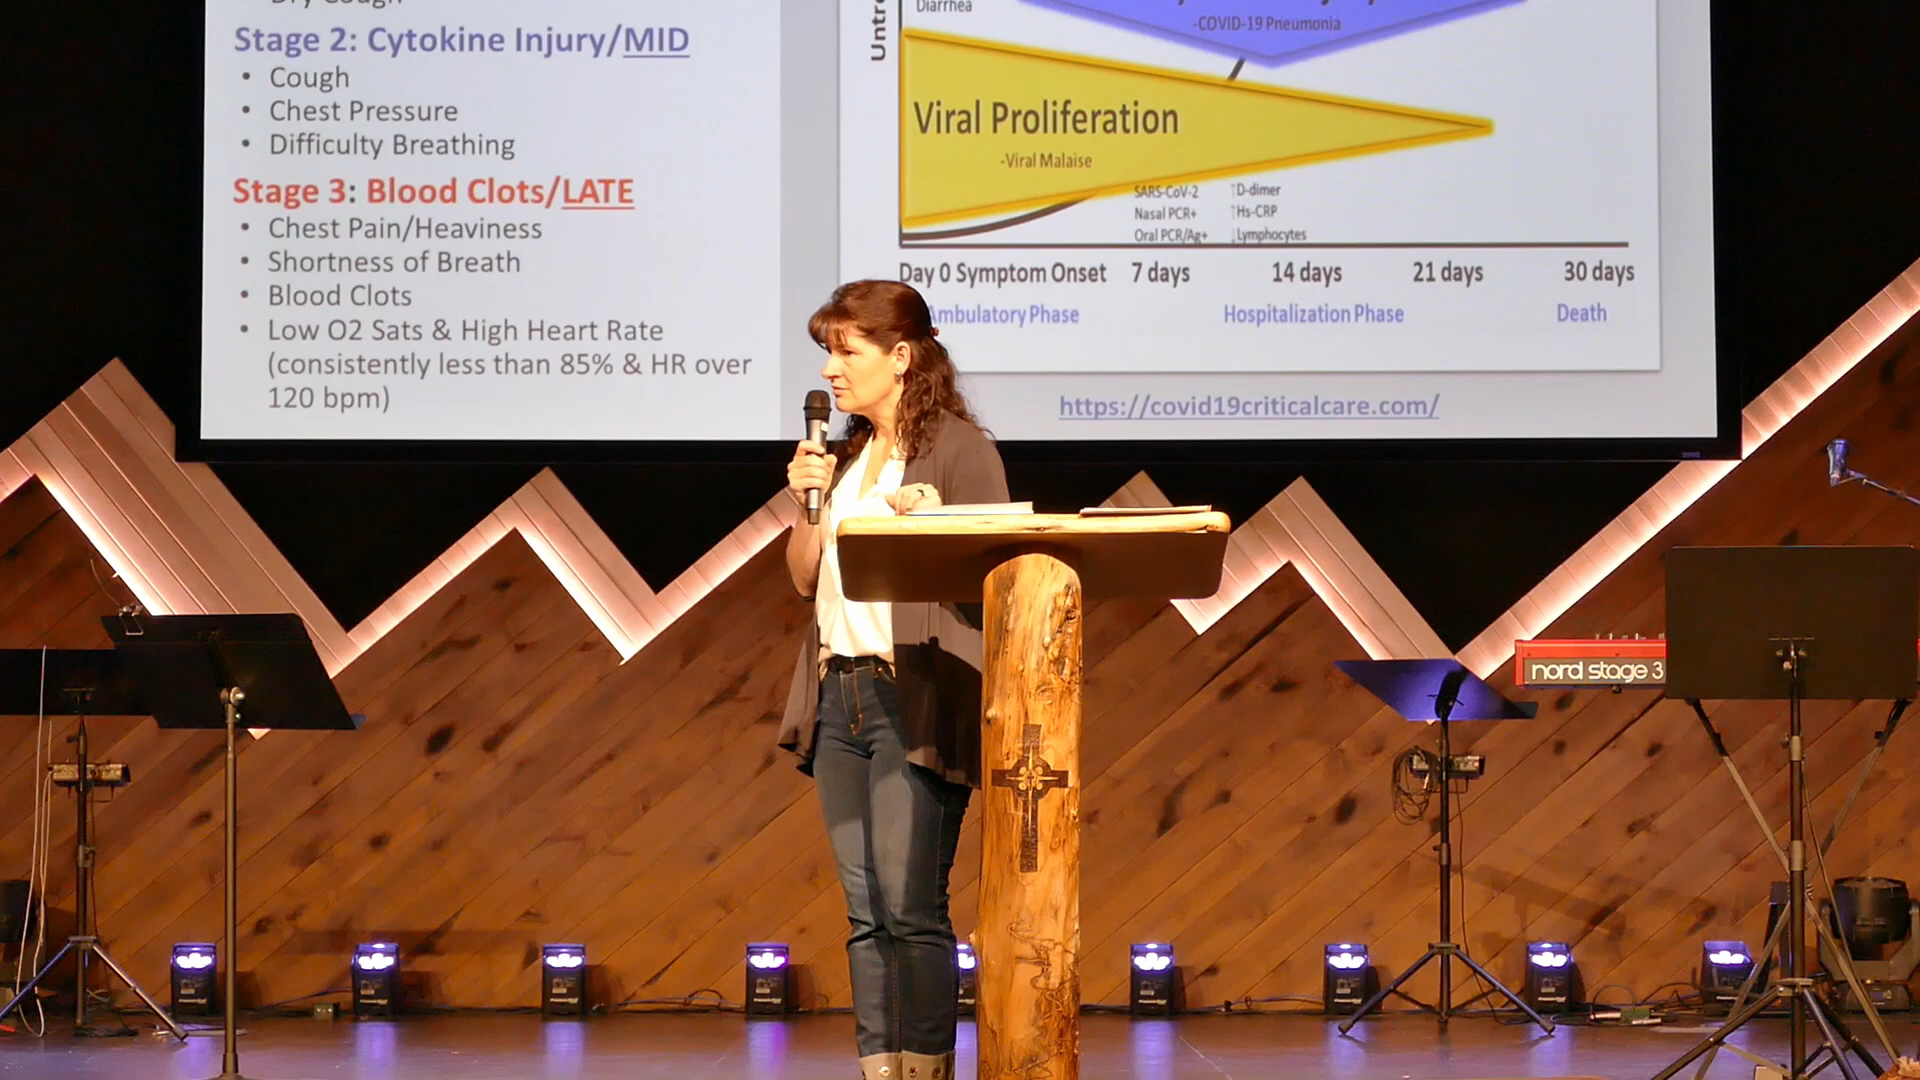 Dry Cough
Stage 2: Cytokine Injury/MID
• Cough
• Chest Pressure
• Difficulty Breathing
Stage 3: Blood Clots/LATE
• Chest Pain/Heaviness
• Shortness of Breath
• Blood Clots
• Low O2 Sats & High Heart Rate
(consistently less than 85% & HR over
120 bpm)
Diarrhea
-COVID-19 Pneumonia
Viral Proliferation
-Viral Malaise
SARS-CoV-2
Nasal PCR+
Oral PCR/Ag+
↑D-dimer
↑Hs-CRP
↓Lymphocytes
Day 0 Symptom Onset 7 days 14 days 21 days 30 days
Ambulatory Phase Hospitalization Phase Death
https://covid19criticalcare.com/
nord stage 3